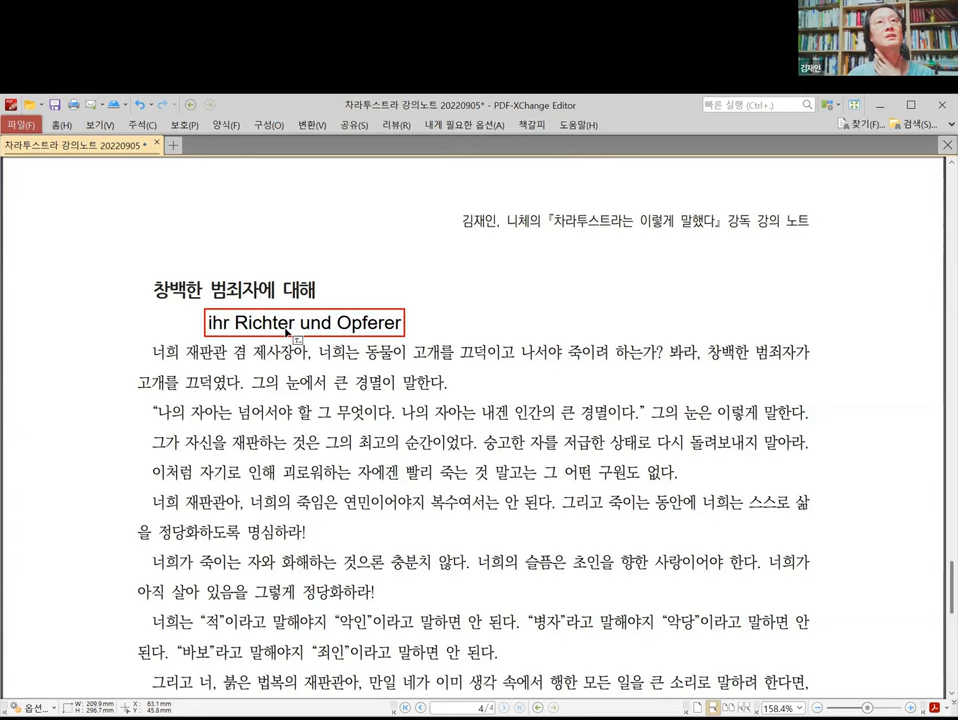 김재인
차라투스트라 강의노트 20220905* - PDF-XChange Editor
빠른 실행 (Ctrl+.)
파일(F) 홈(H) 보기(V) 주석(C) 보호(P) 양식(F) 구성(O) 변환(V) 공유(S) 리뷰(R) 내게 필요한 옵션(A) 책갈피 도움말(H) 찾기(F)... 검색(S)...
차라투스트라 강의노트 20220905 *
김재인, 니체의 『차라투스트라는 이렇게 말했다』 강독 강의 노트
창백한 범죄자에 대해
ihr Richter und Opferer
너희 재판관 겸 제사장아, 너희는 동물이 고개를 끄덕이고 나서야 죽이려 하는가? 봐라, 창백한 범죄자가
고개를 끄덕였다. 그의 눈에서 큰 경멸이 말한다.
“나의 자아는 넘어서야 할 그 무엇이다. 나의 자아는 내겐 인간의 큰 경멸이다.” 그의 눈은 이렇게 말한다.
그가 자신을 재판하는 것은 그의 최고의 순간이었다. 숭고한 자를 저급한 상태로 다시 돌려보내지 말아라.
이처럼 자기로 인해 괴로워하는 자에겐 빨리 죽는 것 말고는 그 어떤 구원도 없다.
너희 재판관아, 너희의 죽임은 연민이어야지 복수여서는 안 된다. 그리고 죽이는 동안에 너희는 스스로 삶
을 정당화하도록 명심하라!
너희가 죽이는 자와 화해하는 것으론 충분치 않다. 너희의 슬픔은 초인을 향한 사랑이어야 한다. 너희가
아직 살아 있음을 그렇게 정당화하라!
너희는 “적”이라고 말해야지 “악인”이라고 말하면 안 된다. “병자”라고 말해야지 “악당”이라고 말하면 안
된다. “바보”라고 말해야지 “죄인”이라고 말하면 안 된다.
그리고 너, 붉은 법복의 재판관아, 만일 네가 이미 생각 속에서 행한 모든 일을 큰 소리로 말하려 한다면,
옵션... W: 209.9 mm X: 63.1 mm 4/4 158.4%
H: 296.7 mm Y: 45.8 mm